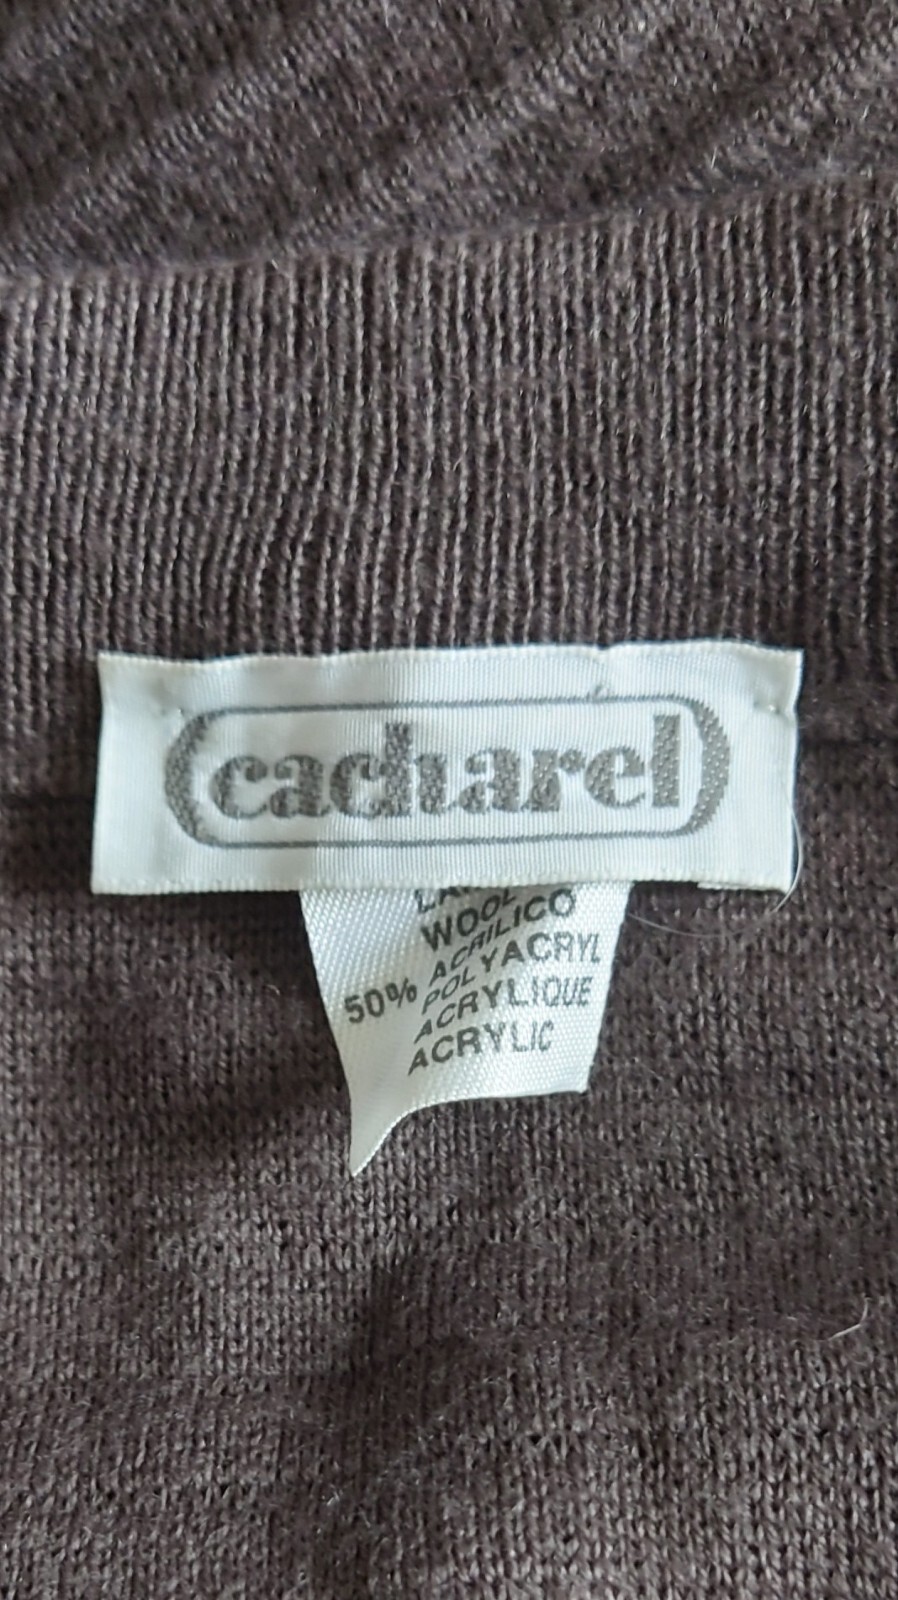 cacharel
WOOL
ACRILICO
50% POLYACRYL
ACRYLIQUE
ACRYLIC